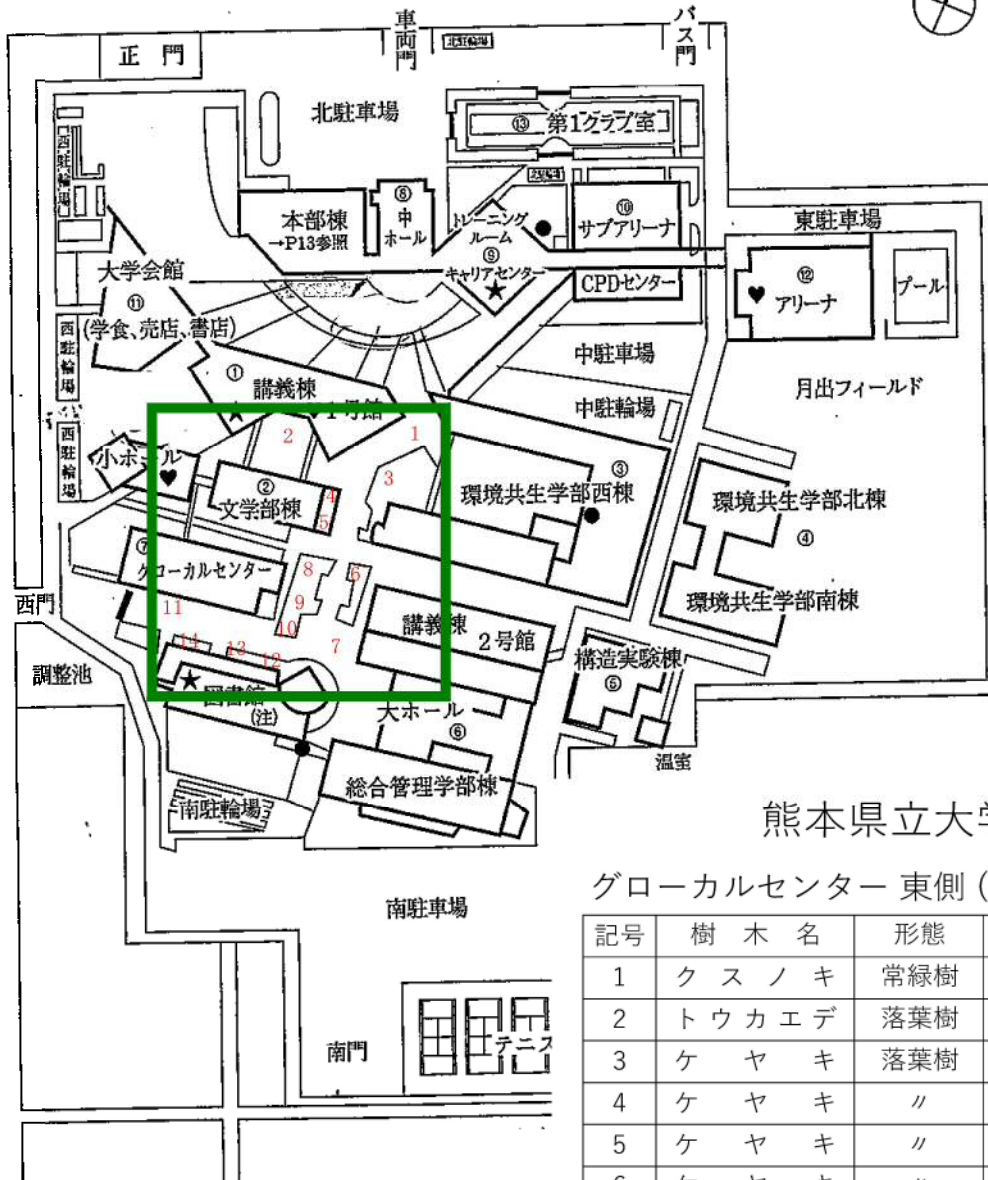 正門
車両門
北駐輪場
バス門
北駐車場
⑬ 第1クラブ室
西駐輪場
本部棟
→P13参照
⑧
中
ホール
トレーニング
ルーム
⑨
キャリアセンター
★
⑩
サブアリーナ
CPDセンター
東駐車場
⑫
アリーナ
プール
大学会館
⑪
(学食、売店、書店)
西駐輪場
①
講義棟
1号館
中駐車場
中駐輪場
月出フィールド
西駐輪場
小ホール
2
1
3
②
文学部棟
4
5
③
環境共生学部西棟
環境共生学部北棟
④
環境共生学部南棟
⑦
グローカルセンター
8
6
9
10
11
7
西門
講義棟
2号館
構造実験棟
⑤
14
13
12
調整池
図書館
(注)
大ホール
⑥
温室
総合管理学部棟
南駐輪場
熊本県立大学
グローカルセンター 東側 (
南駐車場
記号 樹木名 形態
1 クスノキ 常緑樹
2 トウカエデ 落葉樹
3 ケヤキ 落葉樹
4 ケヤキ 〃
5 ケヤキ 〃
南門
テニス